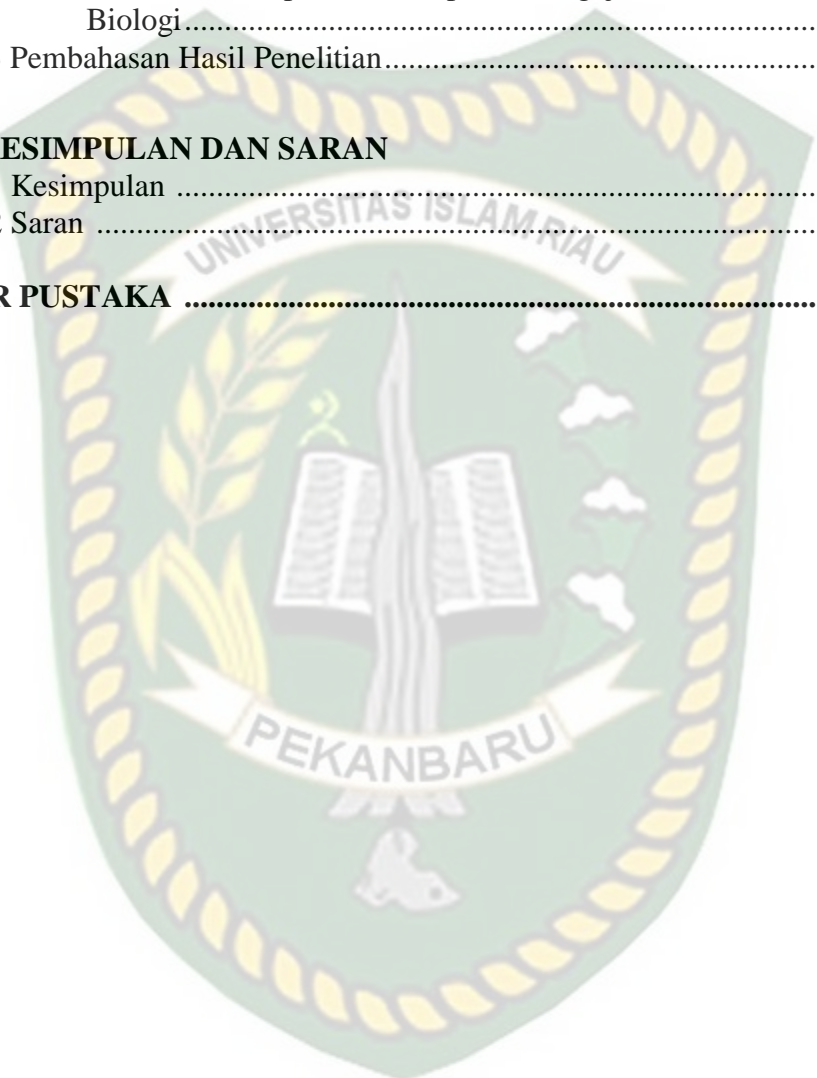 Biologi........................................................................
Pembahasan Hasil Penelitian.......................................................
ESIMPULAN DAN SARAN
Kesimpulan ..................................................................................
Saran ............................................................................................
UNIVERSITAS ISLAM RIAU
R PUSTAKA ................................................................................
PEKANBARU